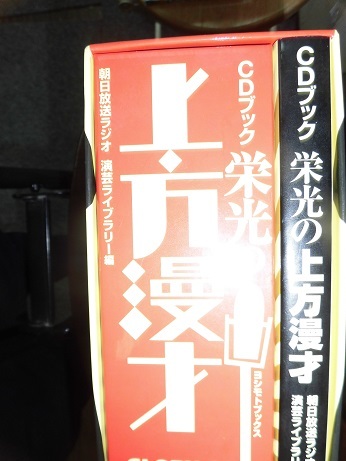 CDブック
栄光の
上方漫才
朝日放送ラジオ 演芸ライブラリー編
ヨシモトブックス
CDブック 栄光の上方漫才
朝日放送ラジオ
演芸ライブラリ